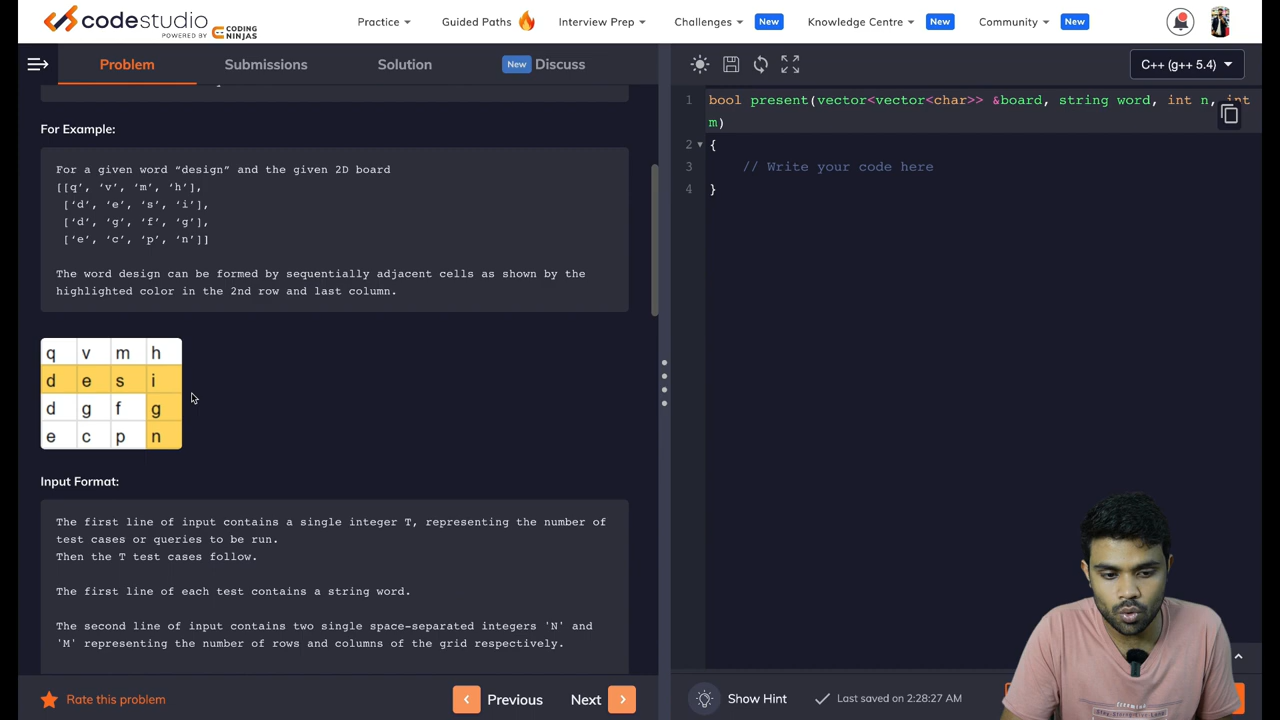 codestudio
POWERED BY CODING NINJAS
Practice
Guided Paths
Interview Prep
Challenges New
Knowledge Centre New
Community New
Problem
Submissions
Solution
New Discuss
C++ (g++ 5.4)
For Example:
For a given word “design” and the given 2D board
[[‘q’, ‘v’, ‘m’, ‘h’],
[‘d’, ‘e’, ‘s’, ‘i’],
[‘d’, ‘g’, ‘f’, ‘g’],
[‘e‘, ‘c’, ‘p’, ‘n’]]
The word design can be formed by sequentially adjacent cells as shown by the
highlighted color in the 2nd row and last column.
q v m h
d e s i
d g f g
e c p n
Input Format:
The first line of input contains a single integer T, representing the number of
test cases or queries to be run.
Then the T test cases follow.
The first line of each test contains a string word.
The second line of input contains two single space-separated integers 'N' and
'M' representing the number of rows and columns of the grid respectively.
Rate this problem
Previous
Next
1 bool present(vector<vector<char>> &board, string word, int n, int
m)
2 {
3 // Write your code here
4 }
Show Hint
Last saved on 2:28:27 AM